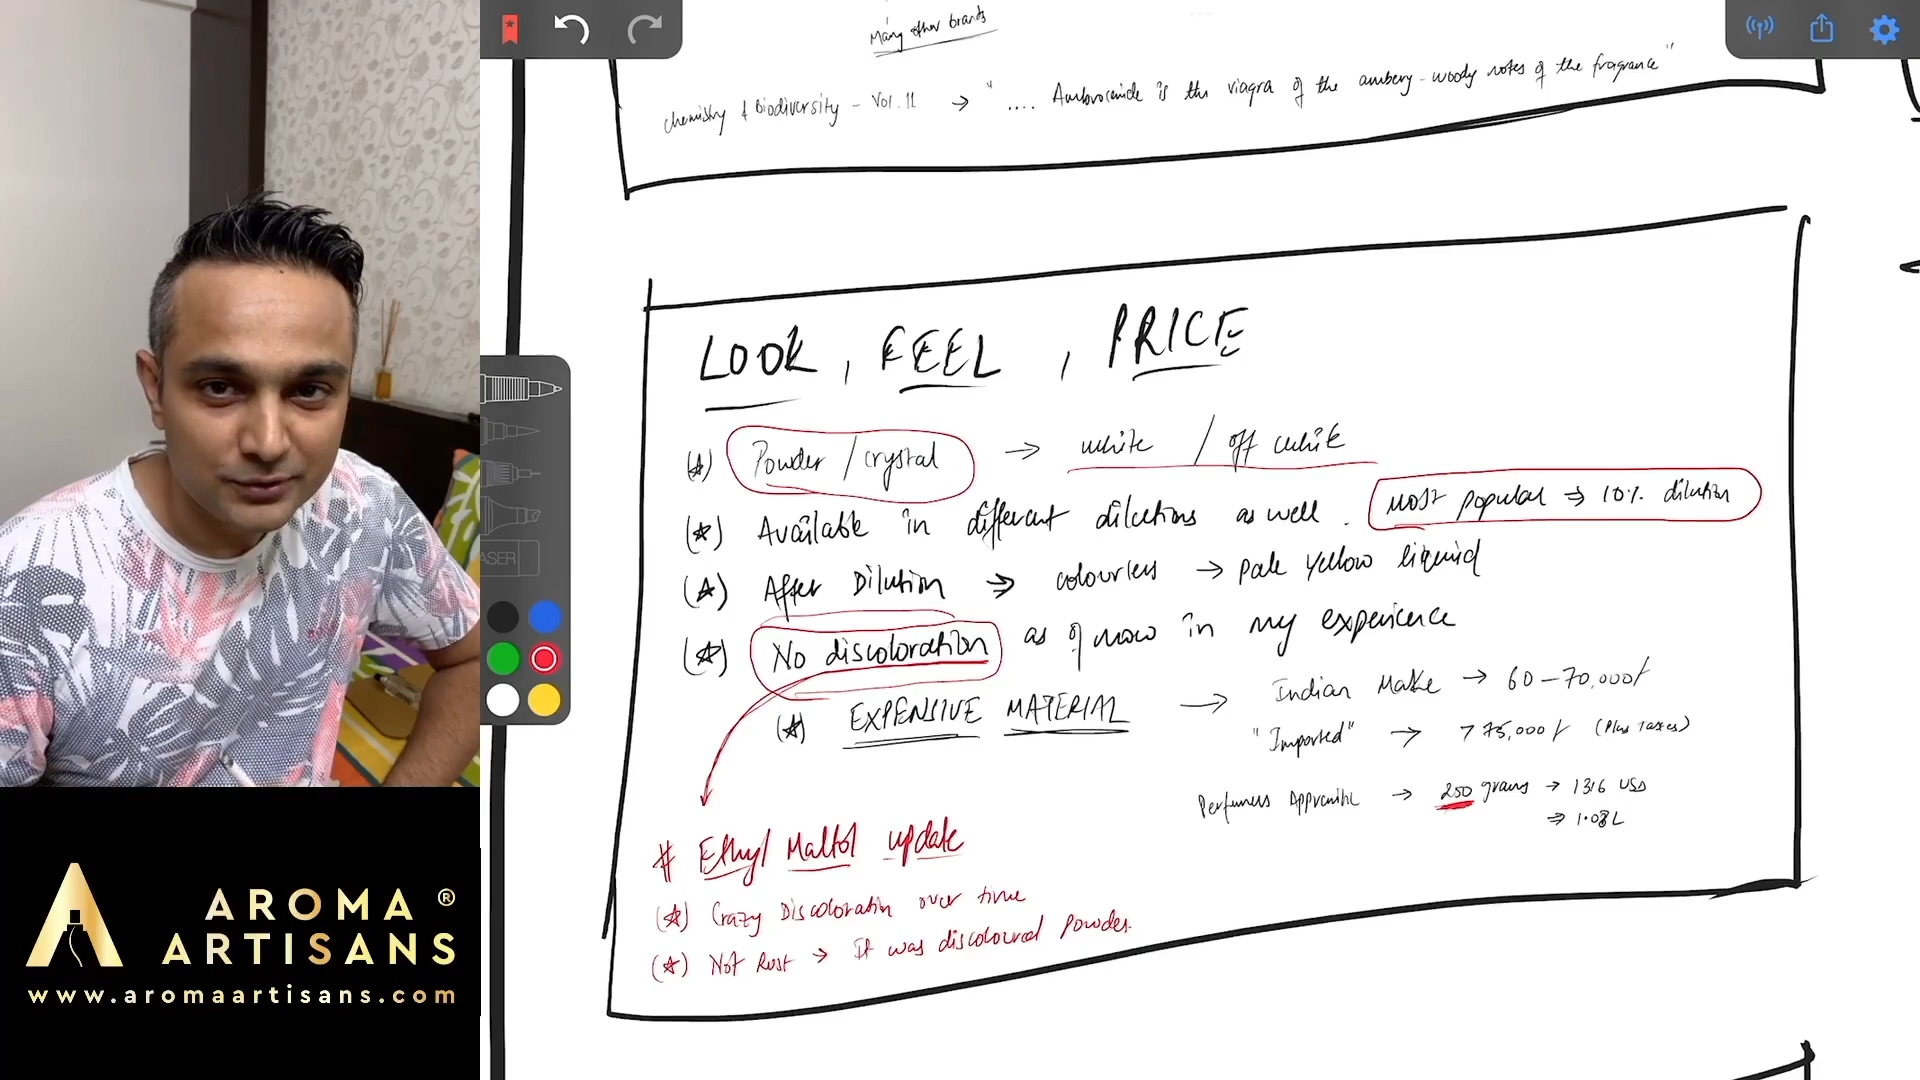 Many other brands
Chemistry & Biodiversity - Vol. 11 → ".... Ambrocenide is the viagra of the ambery-woody notes of the fragrance"
LOOK, FEEL, PRICE
(☆) Powder / crystal → white / off white
(☆) Available in different dilutions as well. Most popular ⇒ 10% dilution
(☆) After Dilution ⇒ colourless → pale yellow liquid
(☆) No discoloration as of now in my experience
(☆) EXPENSIVE MATERIAL → Indian Make → 60-70,000/
"Imported" → 775,000/ (Plus Taxes)
Perfumers Apprentic → 250 grams → 1316 USD
⇒ 1.08L
# Ethyl Maltol update
(☆) Crazy Discoloration over time
(☆) Not Rust → It was discoloured powder.
ASER
AROMA ®
ARTISANS
www.aromaartisans.com